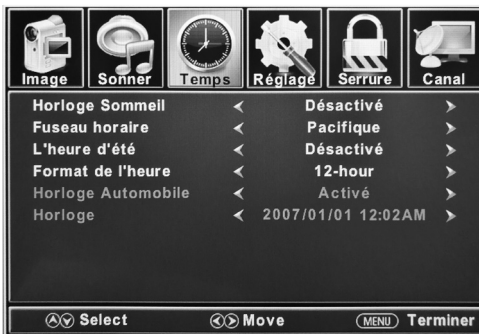 Image Sonner Temps Réglage Serrure Canal
Horloge Sommeil Désactivé
Fuseau horaire Pacifique
L'heure d'été Désactivé
Format de l'heure 12-hour
Horloge Automobile Activé
Horloge 2007/01/01 12:02AM
Select Move MENU Terminer